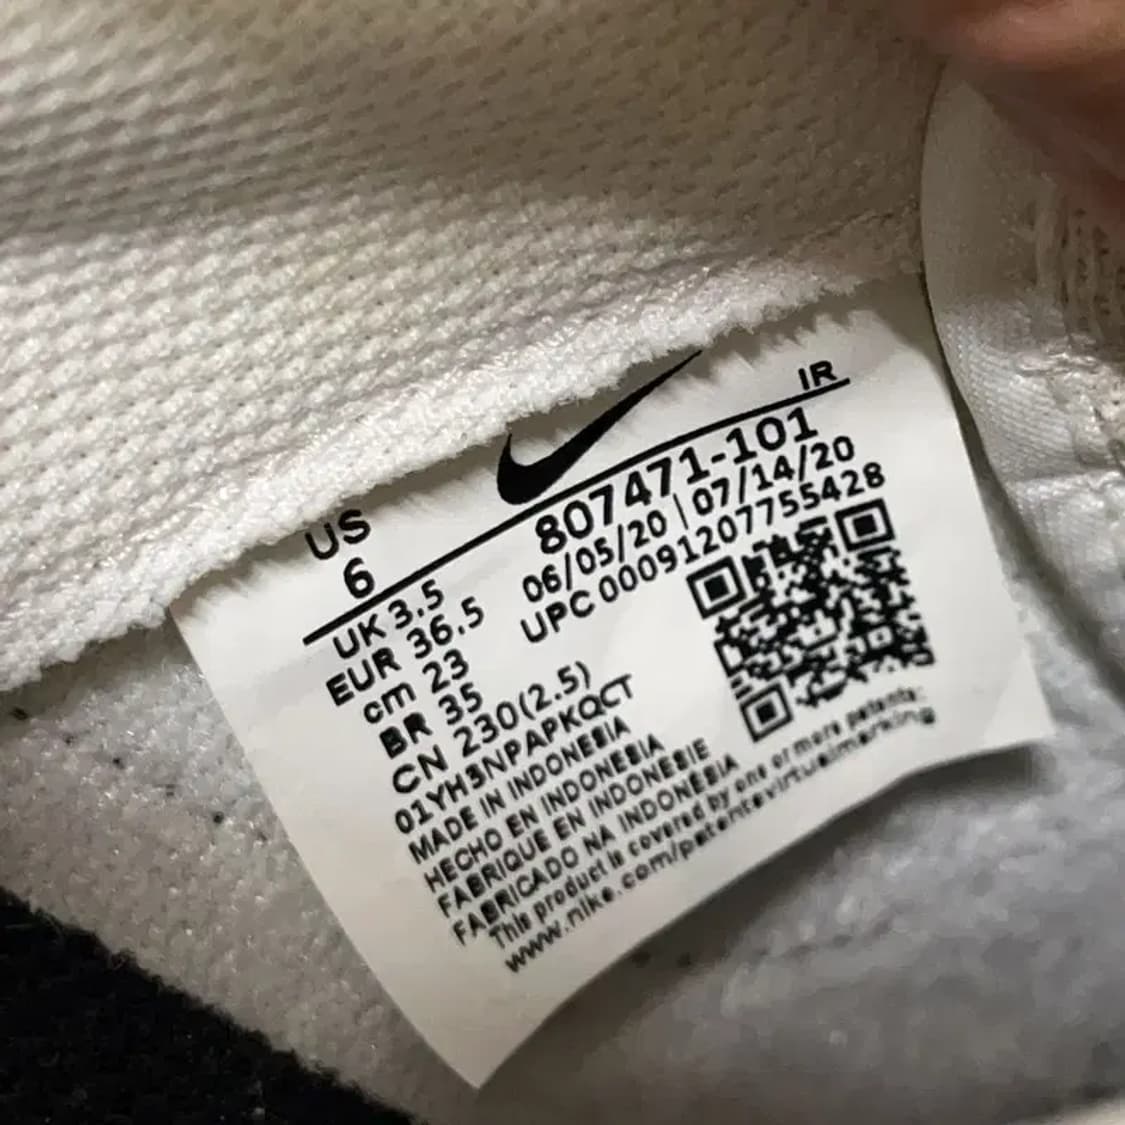 IR
US
6
807471-101
06/05/20 | 07/14/20
UPC 00091207755428
UK 3.5
EUR 36.5
cm 23
BR 35
CN 230(2.5)
01YH3NPAPKQCT
MADE IN INDONESIA
HECHO EN INDONESIA
FABRIQUE EN INDONESIE
FABRICADO NA INDONÉSIA
This product is covered by one or more patents:
www.nike.com/patentsvirtualmarking